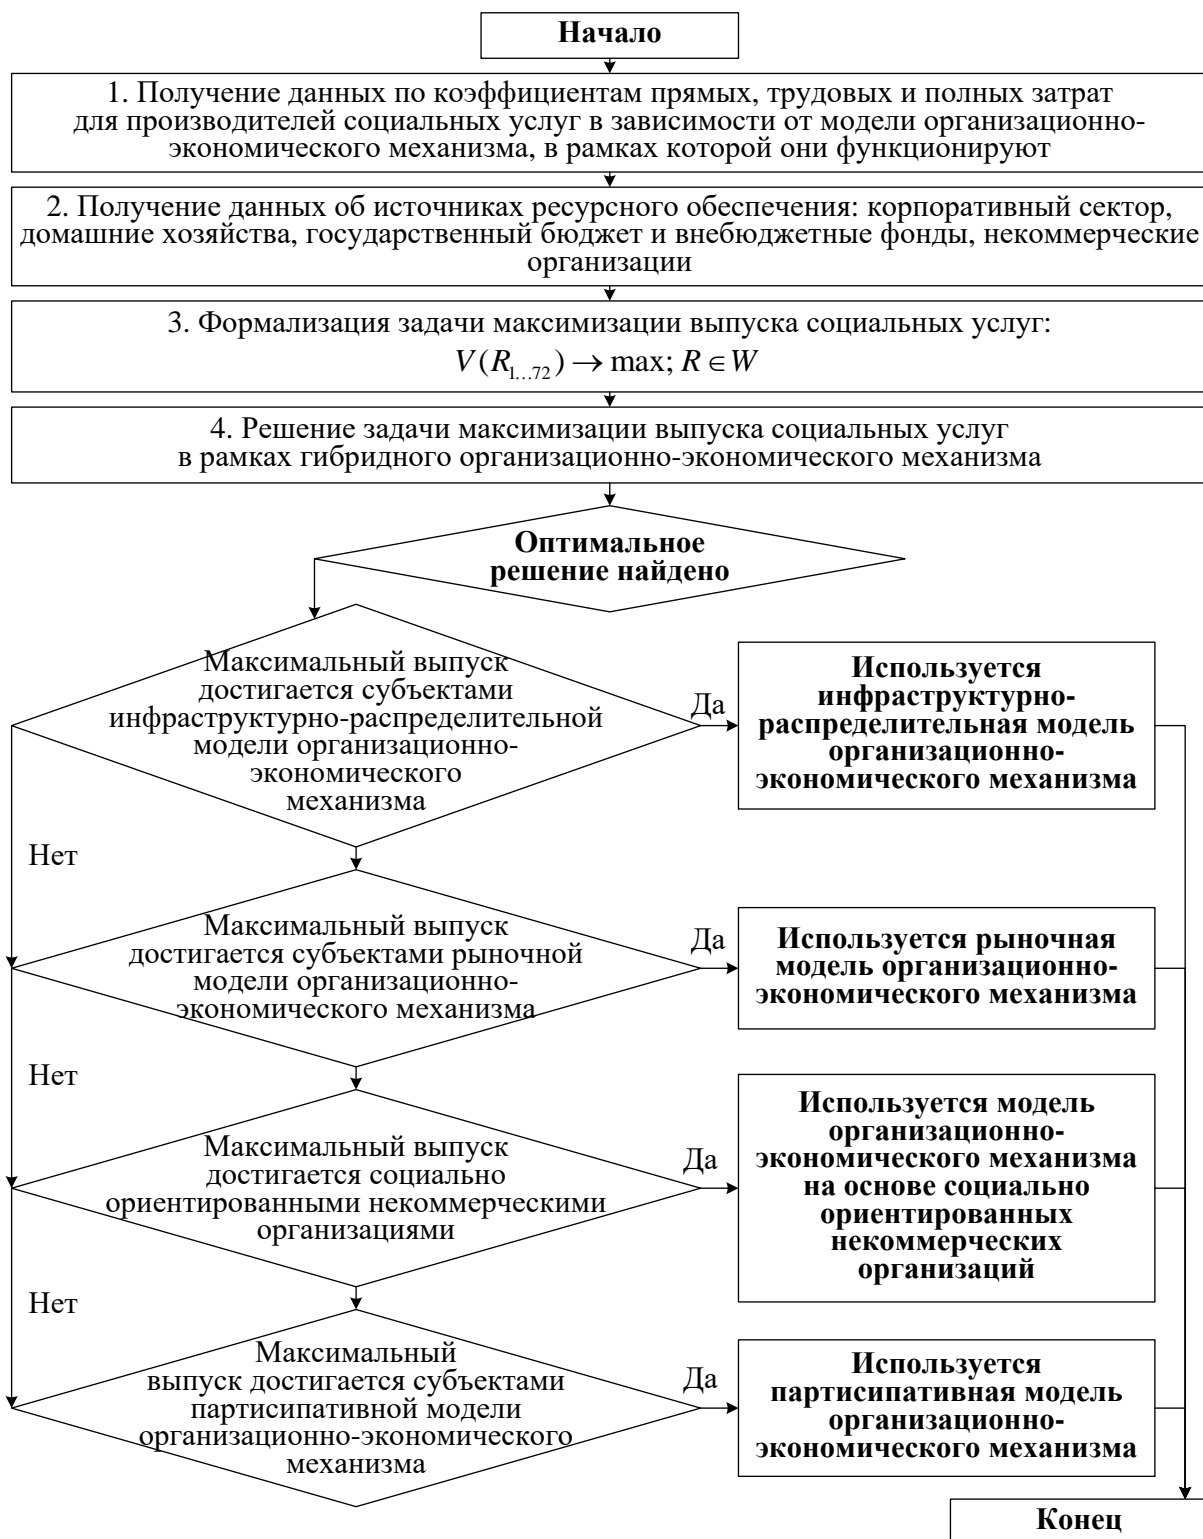 Начало
1. Получение данных по коэффициентам прямых, трудовых и полных затрат
для производителей социальных услуг в зависимости от модели организационно-
экономического механизма, в рамках которой они функционируют
2. Получение данных об источниках ресурсного обеспечения: корпоративный сектор,
домашние хозяйства, государственный бюджет и внебюджетные фонды, некоммерческие
организации
3. Формализация задачи максимизации выпуска социальных услуг:
V(R₁…₇₂) → max; R ∈ W
4. Решение задачи максимизации выпуска социальных услуг
в рамках гибридного организационно-экономического механизма
Оптимальное
решение найдено
Максимальный выпуск
достигается субъектами
инфраструктурно-распределительной
модели организационно-
экономического
механизма
Да
Используется
инфраструктурно-
распределительная модель
организационно-
экономического механизма
Нет
Максимальный выпуск
достигается субъектами рыночной
модели организационно-
экономического механизма
Да
Используется рыночная
модель организационно-
экономического механизма
Нет
Максимальный выпуск
достигается социально
ориентированными некоммерческими
организациями
Да
Используется модель
организационно-
экономического механизма
на основе социально
ориентированных
некоммерческих
организаций
Нет
Максимальный
выпуск достигается субъектами
партисипативной модели
организационно-экономического
механизма
Да
Используется
партисипативная модель
организационно-
экономического механизма
Конец